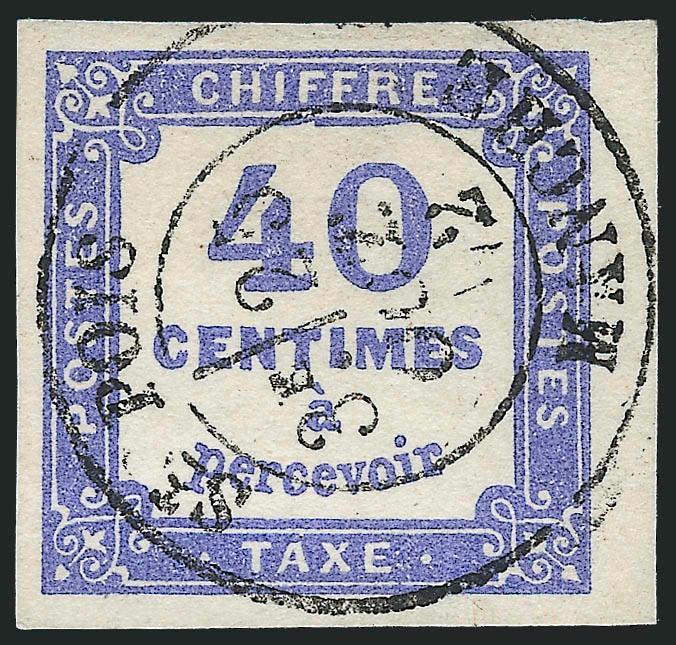 CHIFFRE
POSTES
POSTES
40
CENTIMES
à
percevoir
· TAXE ·